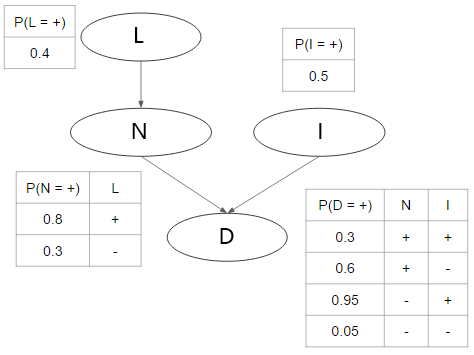 P(L = +)
0.4
L
P(I = +)
0.5
N
I
P(N = +) L
0.8 +
0.3 -
D
P(D = +) N I
0.3 + +
0.6 + -
0.95 - +
0.05 - -